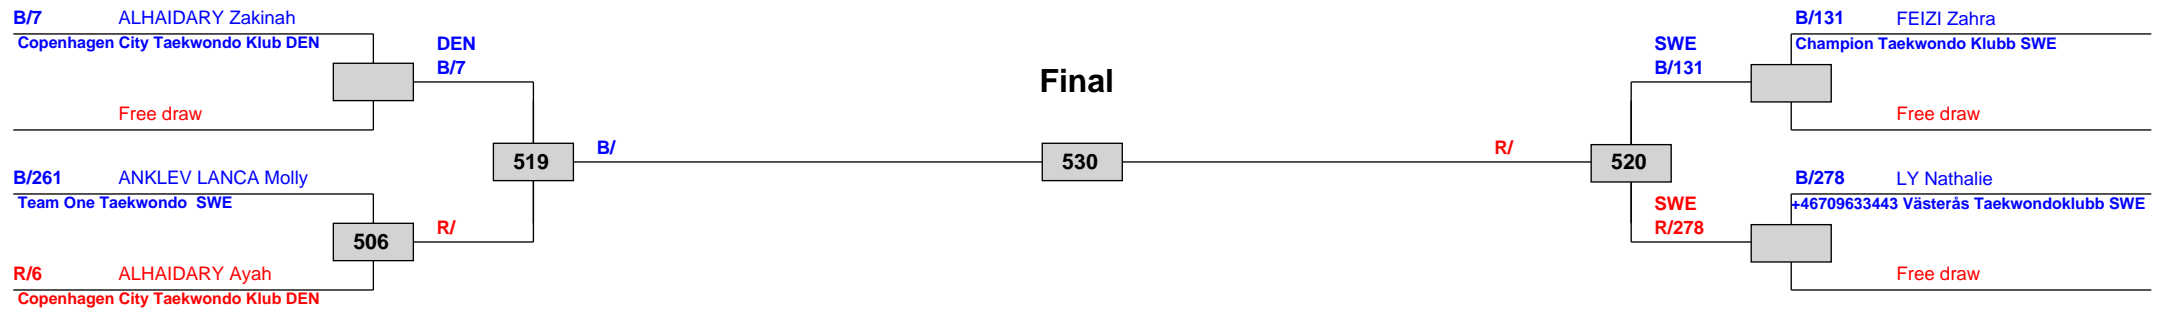 B/7 ALHAIDARY Zakinah
Copenhagen City Taekwondo Klub DEN
Free draw
B/261 ANKLEV LANCA Molly
Team One Taekwondo  SWE
R/6 ALHAIDARY Ayah
Copenhagen City Taekwondo Klub DEN
DEN
B/7
506
R/
519
B/
Final
530
R/
520
SWE
B/131
SWE
R/278
B/131 FEIZI Zahra
Champion Taekwondo Klubb SWE
Free draw
B/278 LY Nathalie
+46709633443 Västerås Taekwondoklubb SWE
Free draw